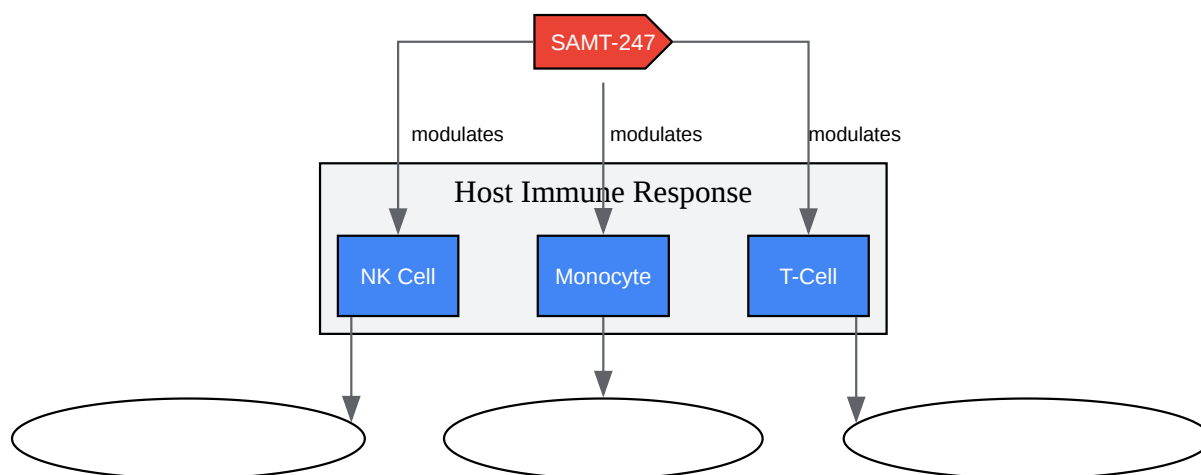 SAMT-247
modulates modulates modulates
Host Immune Response
NK Cell Monocyte T-Cell